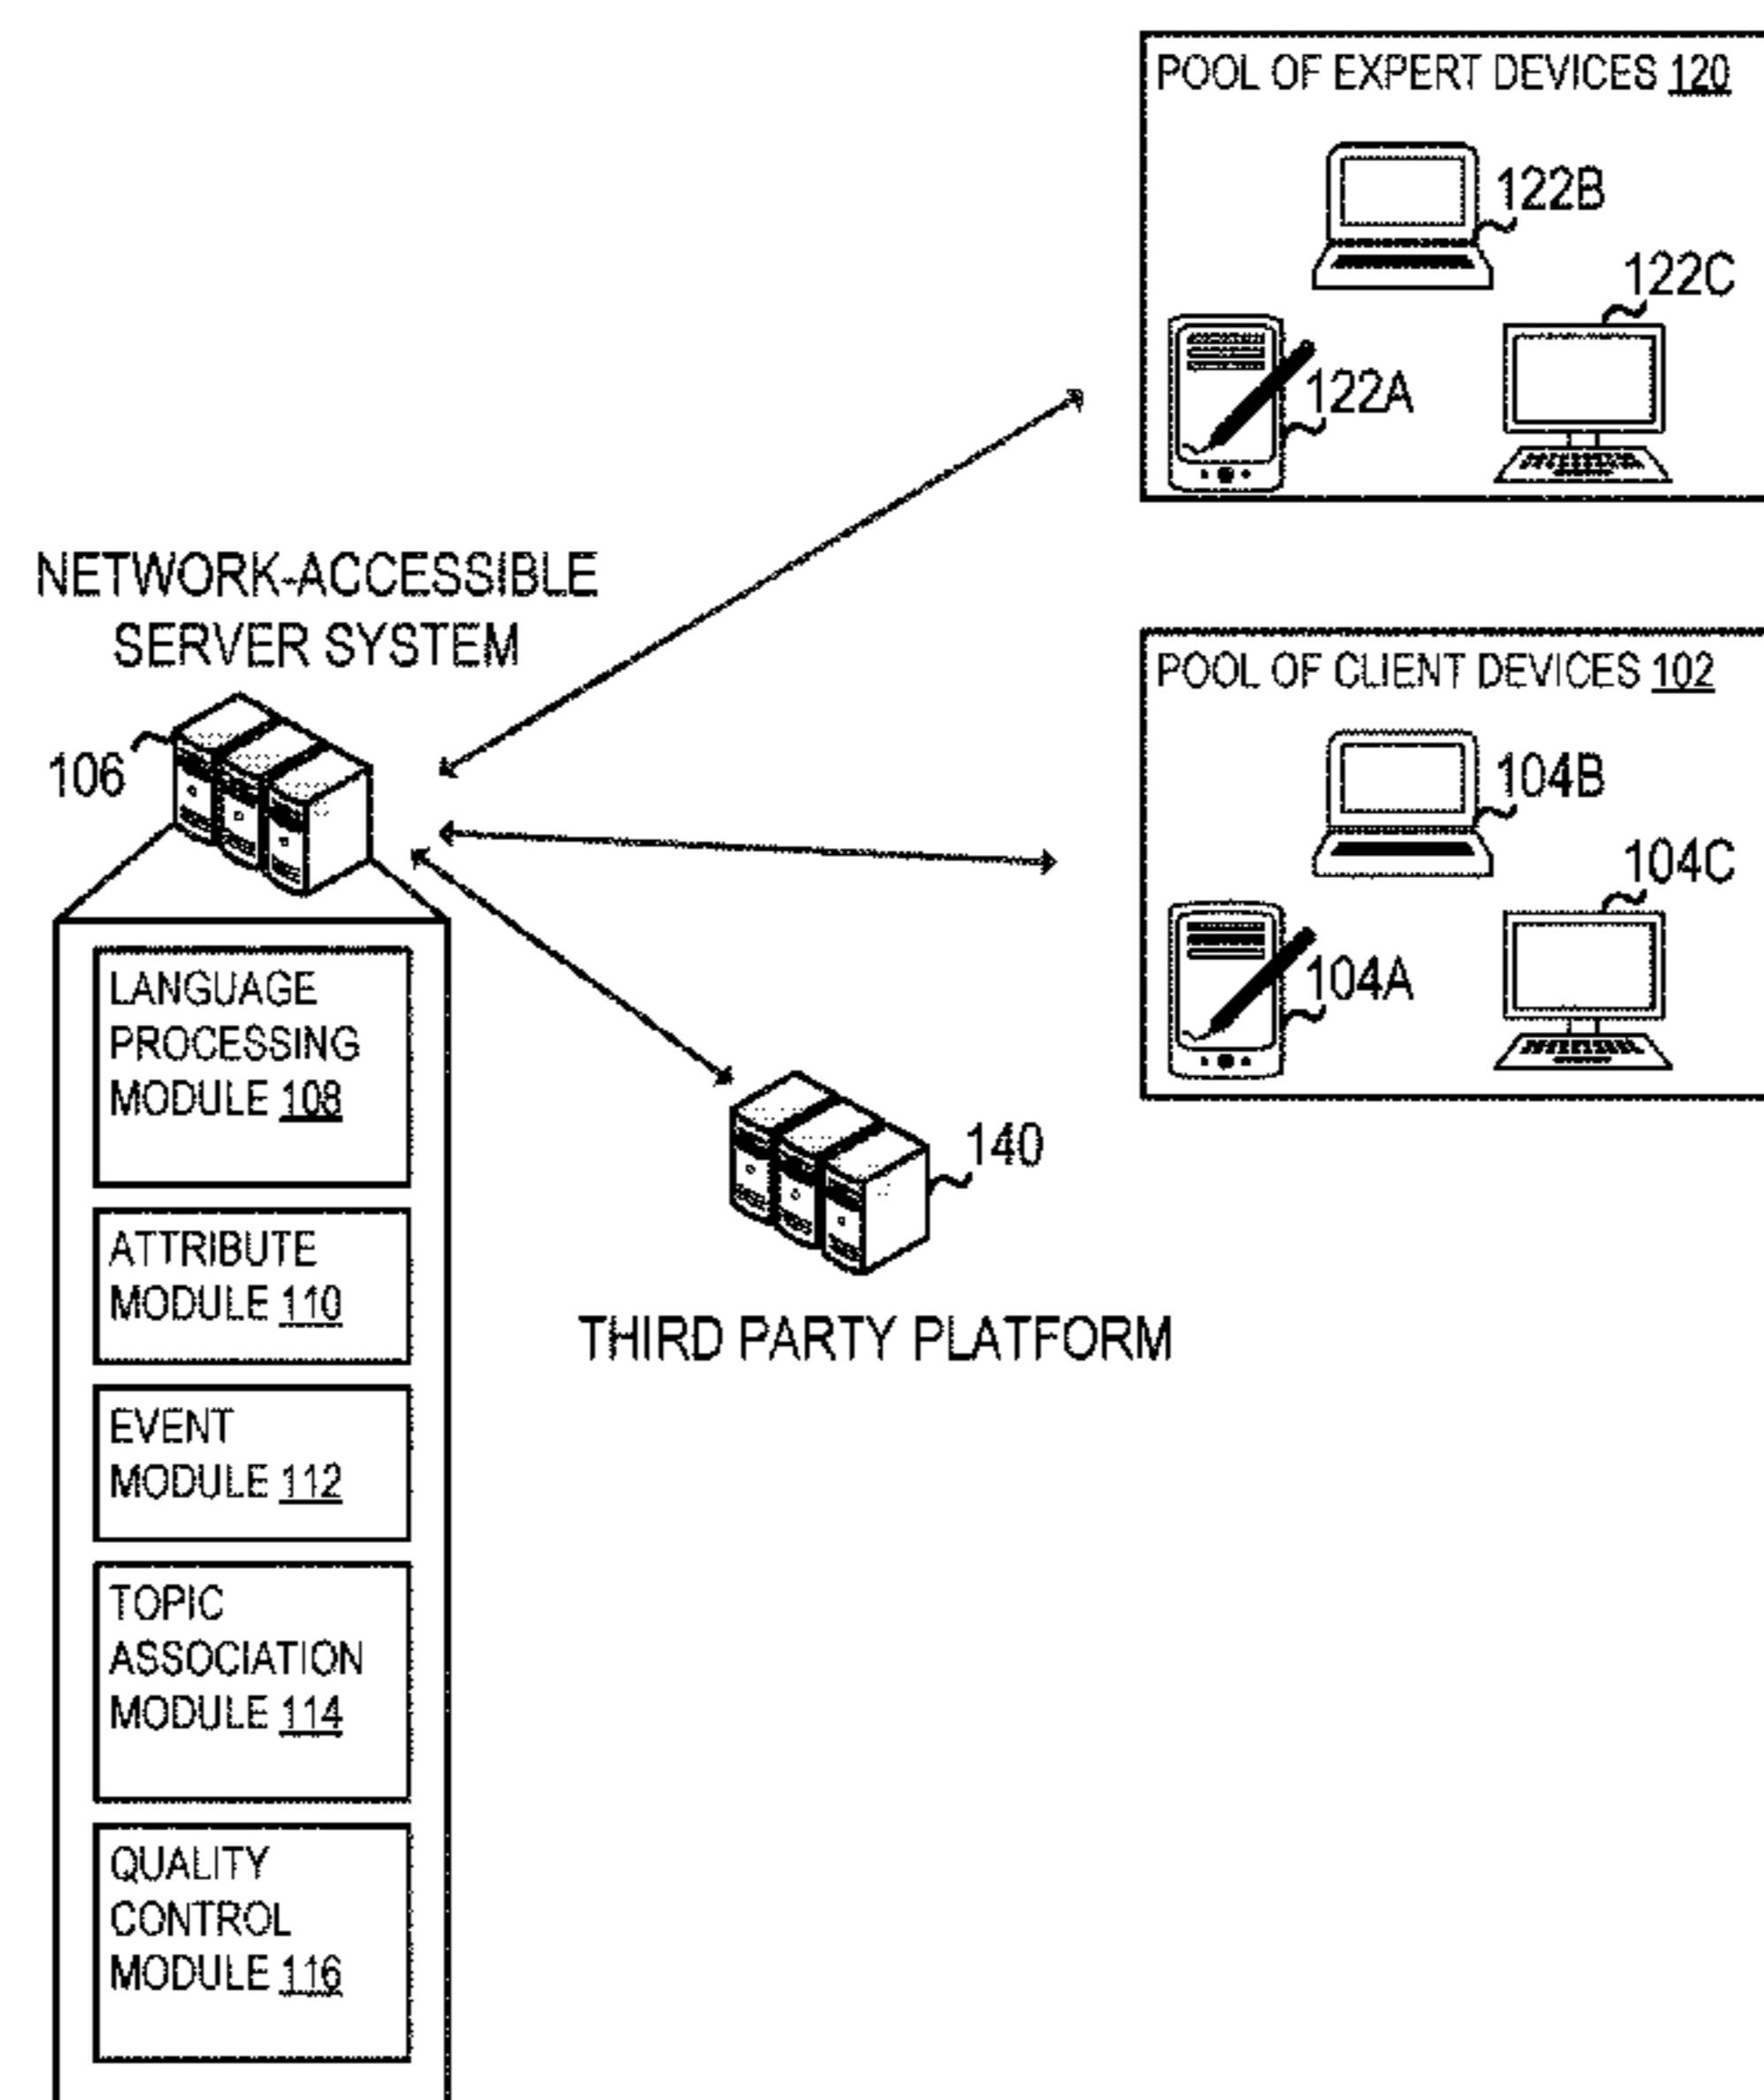 POOL OF EXPERT DEVICES 120
122B
122C
122A
NETWORK-ACCESSIBLE
SERVER SYSTEM
106
POOL OF CLIENT DEVICES 102
104B
104C
104A
LANGUAGE
PROCESSING
MODULE 108
140
THIRD PARTY PLATFORM
ATTRIBUTE
MODULE 110
EVENT
MODULE 112
TOPIC
ASSOCIATION
MODULE 114
QUALITY
CONTROL
MODULE 116